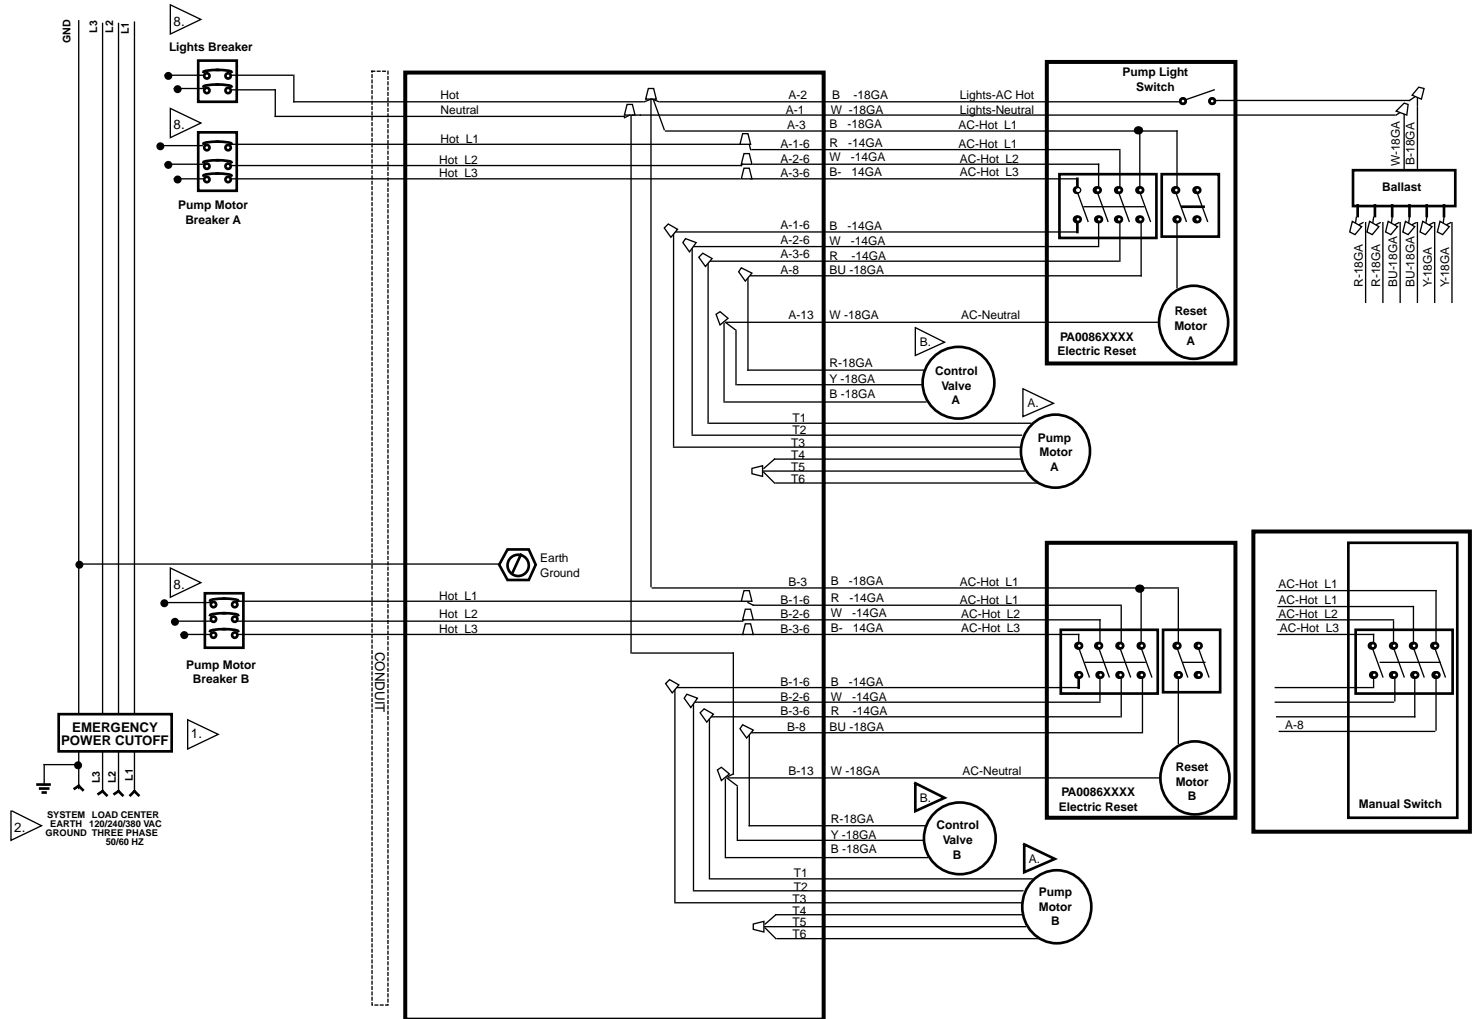 GND
L3
L2
L1
8.
Lights Breaker
8.
Pump Motor
Breaker A
Hot
Neutral
Hot L1
Hot L2
Hot L3
A-2 B -18GA Lights-AC Hot
A-1 W -18GA Lights-Neutral
A-3 B -18GA AC-Hot L1
A-1-6 R -14GA AC-Hot L1
A-2-6 W -14GA AC-Hot L2
A-3-6 B- 14GA AC-Hot L3
A-1-6 B -14GA
A-2-6 W -14GA
A-3-6 R -14GA
A-8 BU -18GA
A-13 W -18GA AC-Neutral
Pump Light
Switch
Reset
Motor
A
PA0086XXXX
Electric Reset
W-18GA
B-18GA
Ballast
R-18GA
R-18GA
BU-18GA
BU-18GA
Y-18GA
Y-18GA
R-18GA
Y -18GA
B -18GA
B.
Control
Valve
A
A.
T1
T2
T3
T4
T5
T6
Pump
Motor
A
Earth
Ground
8.
Hot L1
Hot L2
Hot L3
Pump Motor
Breaker B
CONDUIT
B-3 B -18GA AC-Hot L1
B-1-6 R -14GA AC-Hot L1
B-2-6 W -14GA AC-Hot L2
B-3-6 B- 14GA AC-Hot L3
B-1-6 B -14GA
B-2-6 W -14GA
B-3-6 R -14GA
B-8 BU -18GA
B-13 W -18GA AC-Neutral
Reset
Motor
B
PA0086XXXX
Electric Reset
R-18GA
Y -18GA
B -18GA
B.
Control
Valve
B
A.
T1
T2
T3
T4
T5
T6
Pump
Motor
B
AC-Hot L1
AC-Hot L1
AC-Hot L2
AC-Hot L3
A-8
Manual Switch
EMERGENCY
POWER CUTOFF
1.
L3
L2
L1
2.
SYSTEM
EARTH
GROUND
LOAD CENTER
120/240/380 VAC
THREE PHASE
50/60 HZ